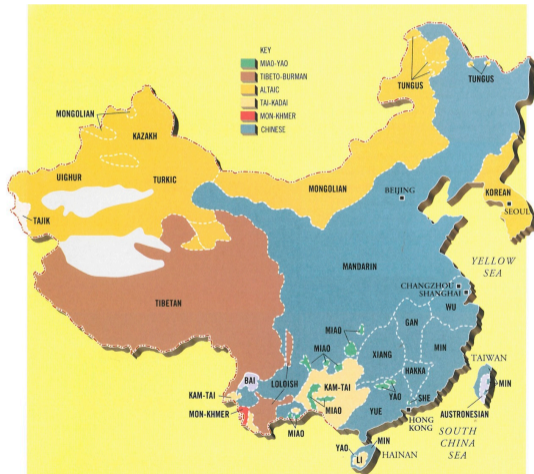 KEY
MIAO-YAO
TIBETO-BURMAN
ALTAIC
TAI-KADAI
MON-KHMER
CHINESE
TUNGUS
TUNGUS
MONGOLIAN
KAZAKH
UIGHUR
TURKIC
MONGOLIAN
BEIJING
KOREAN
SEOUL
TAJIK
YELLOW
SEA
MANDARIN
CHANGZHOU
SHANGHAI
TIBETAN
WU
GAN
MIAO
MIN
MIAO
XIANG
TAIWAN
HAKKA
BAI
LOLOISH
KAM-TAI
MIN
KAM-TAI
YAO
SHE
MIAO
MON-KHMER
YUE
HONG
KONG
AUSTRONESIAN
MIAO
SOUTH
CHINA
SEA
MIN
YAO
LI
HAINAN